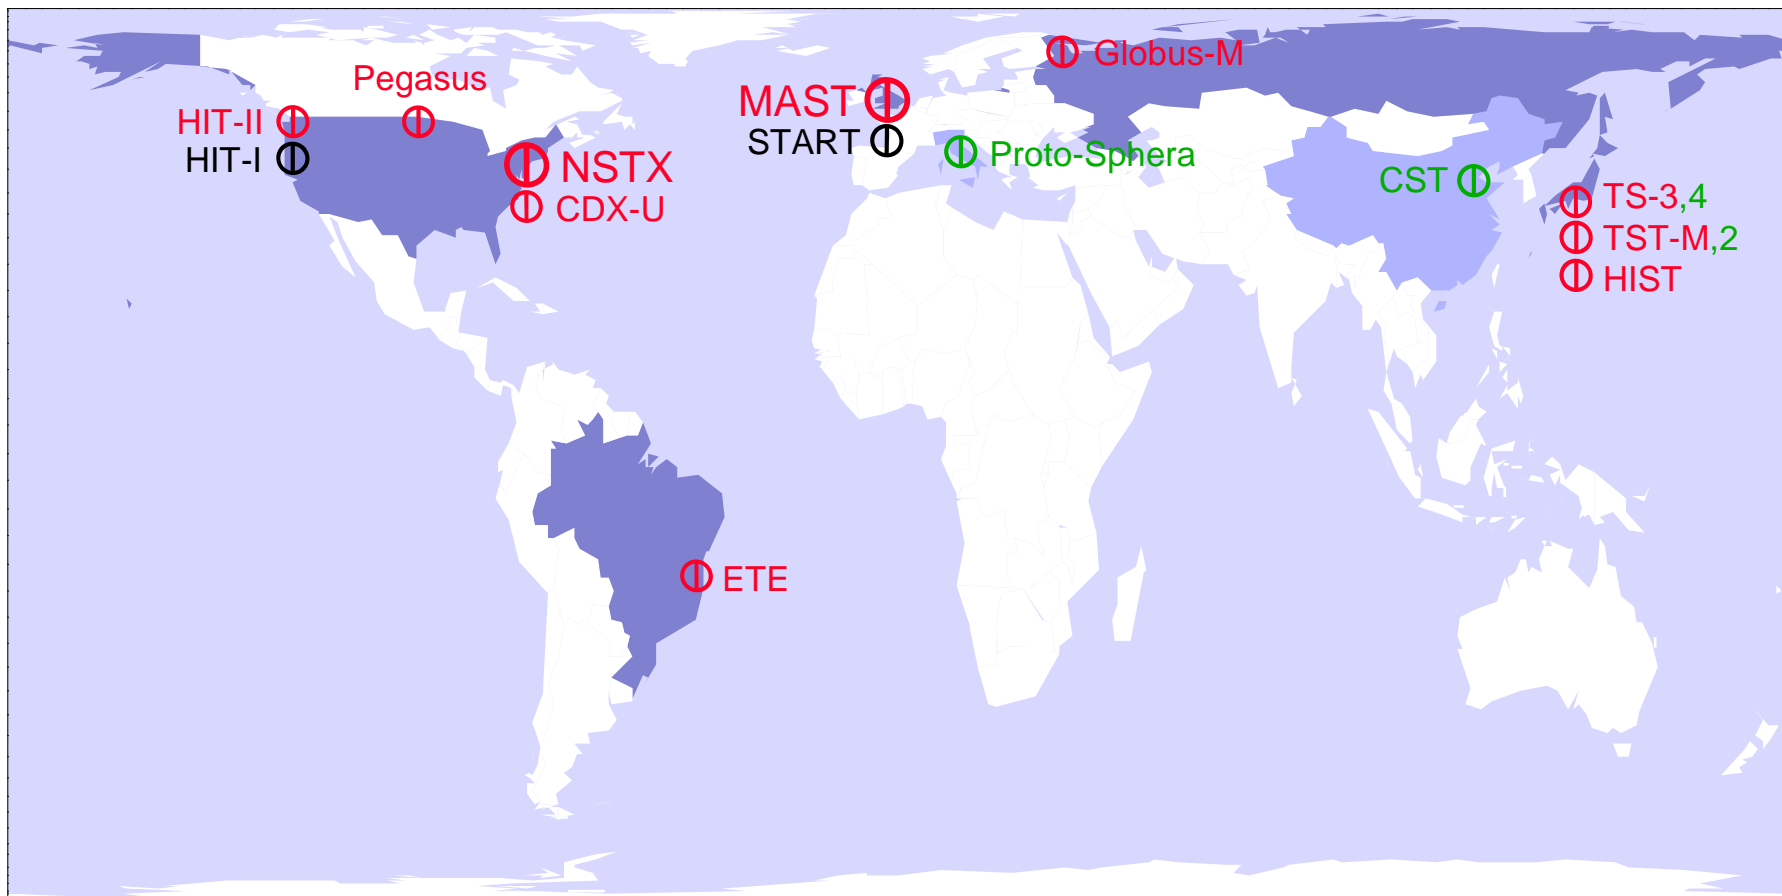 Globus-M
Pegasus
MAST
HIT-II
START
HIT-I
NSTX
Proto-Sphera
CST
CDX-U
TS-3,4
TST-M,2
HIST
ETE